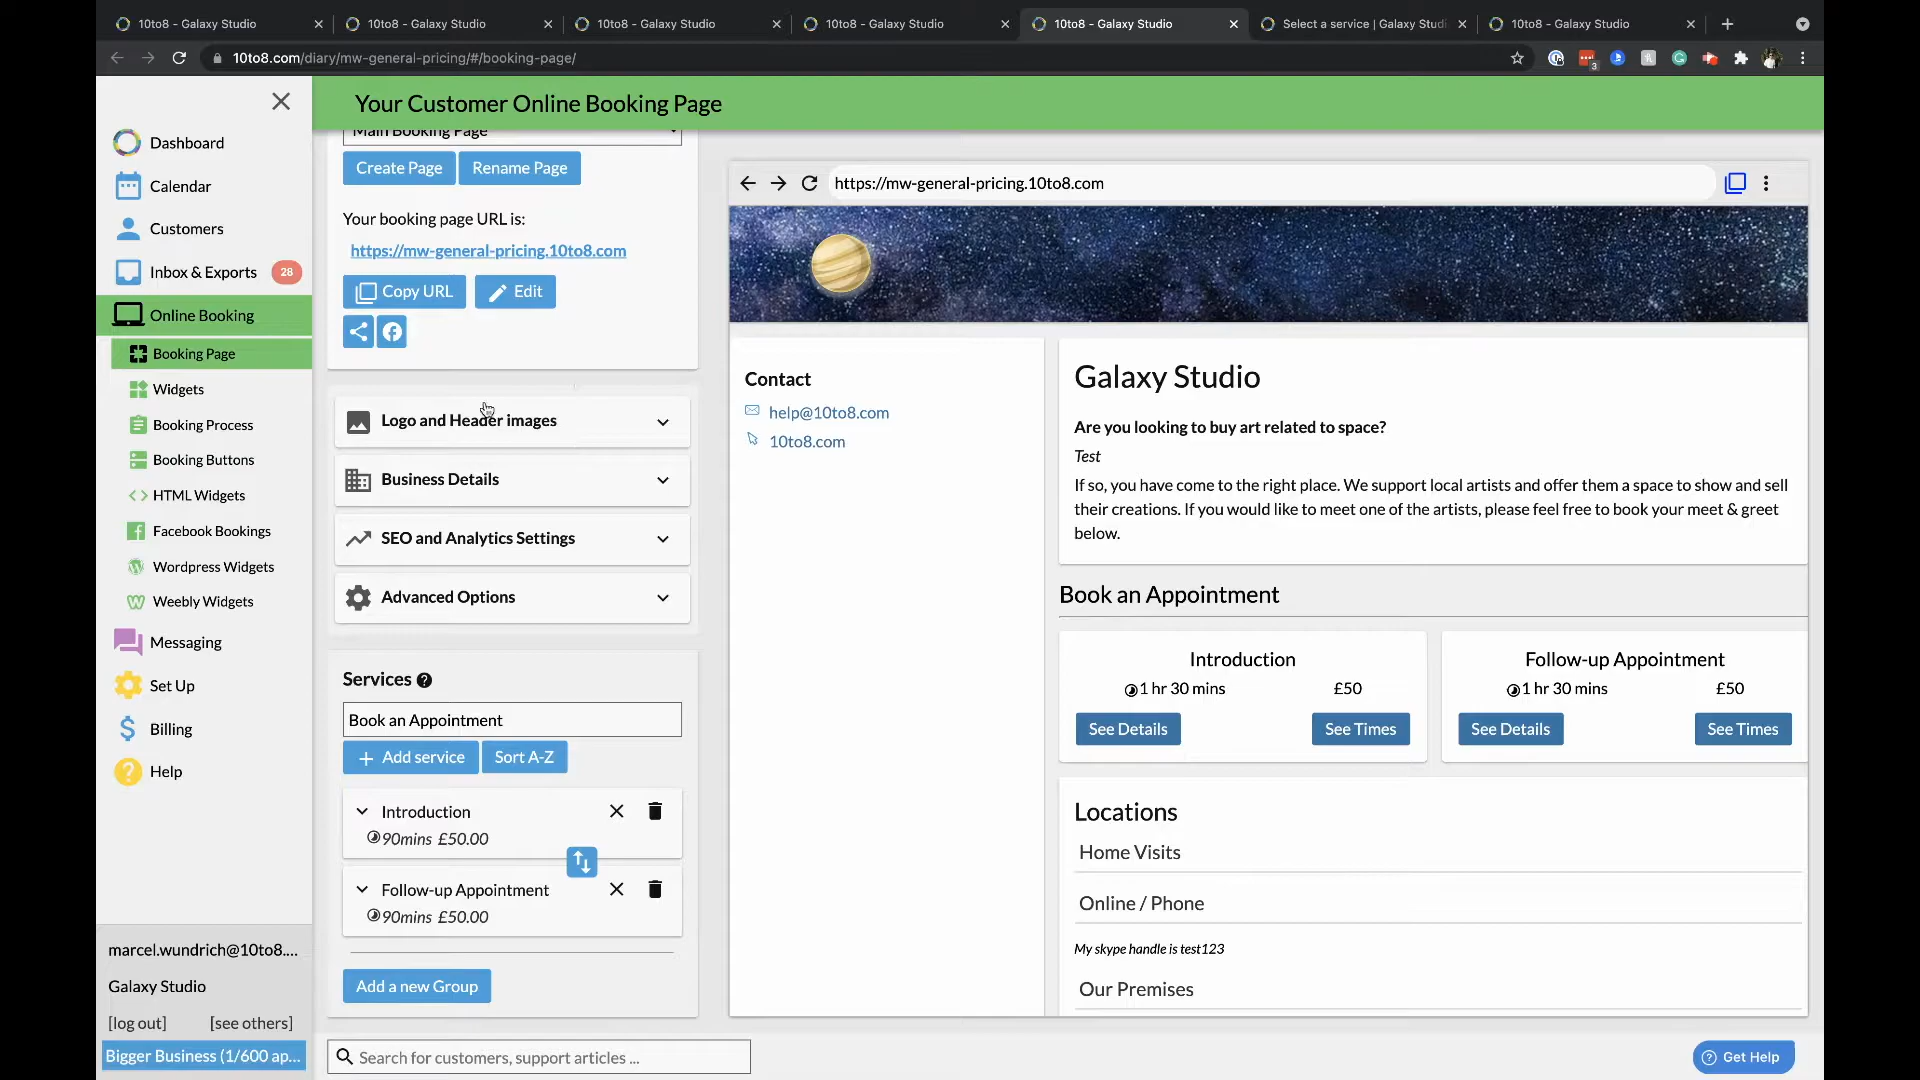 10to8 - Galaxy Studio
10to8 - Galaxy Studio
10to8 - Galaxy Studio
10to8 - Galaxy Studio
10to8 - Galaxy Studio
Select a service | Galaxy Studi
10to8 - Galaxy Studio
10to8.com/diary/mw-general-pricing/#/booking-page/
3
Your Customer Online Booking Page
Dashboard
Calendar
Customers
Inbox & Exports 28
Online Booking
Booking Page
Widgets
Booking Process
Booking Buttons
HTML Widgets
Facebook Bookings
Wordpress Widgets
Weebly Widgets
Messaging
Set Up
Billing
Help
marcel.wundrich@10to8....
Galaxy Studio
[log out] [see others]
Bigger Business (1/600 ap...
Main Booking Page
Create Page Rename Page
Your booking page URL is:
https://mw-general-pricing.10to8.com
Copy URL Edit
Logo and Header images
Business Details
SEO and Analytics Settings
Advanced Options
Services
Book an Appointment
+ Add service Sort A-Z
Introduction
90mins £50.00
Follow-up Appointment
90mins £50.00
Add a new Group
Search for customers, support articles ...
https://mw-general-pricing.10to8.com
Contact
help@10to8.com
10to8.com
Galaxy Studio
Are you looking to buy art related to space?
Test
If so, you have come to the right place. We support local artists and offer them a space to show and sell
their creations. If you would like to meet one of the artists, please feel free to book your meet & greet
below.
Book an Appointment
Introduction
1 hr 30 mins £50
See Details See Times
Follow-up Appointment
1 hr 30 mins £50
See Details See Times
Locations
Home Visits
Online / Phone
My skype handle is test123
Our Premises
Get Help